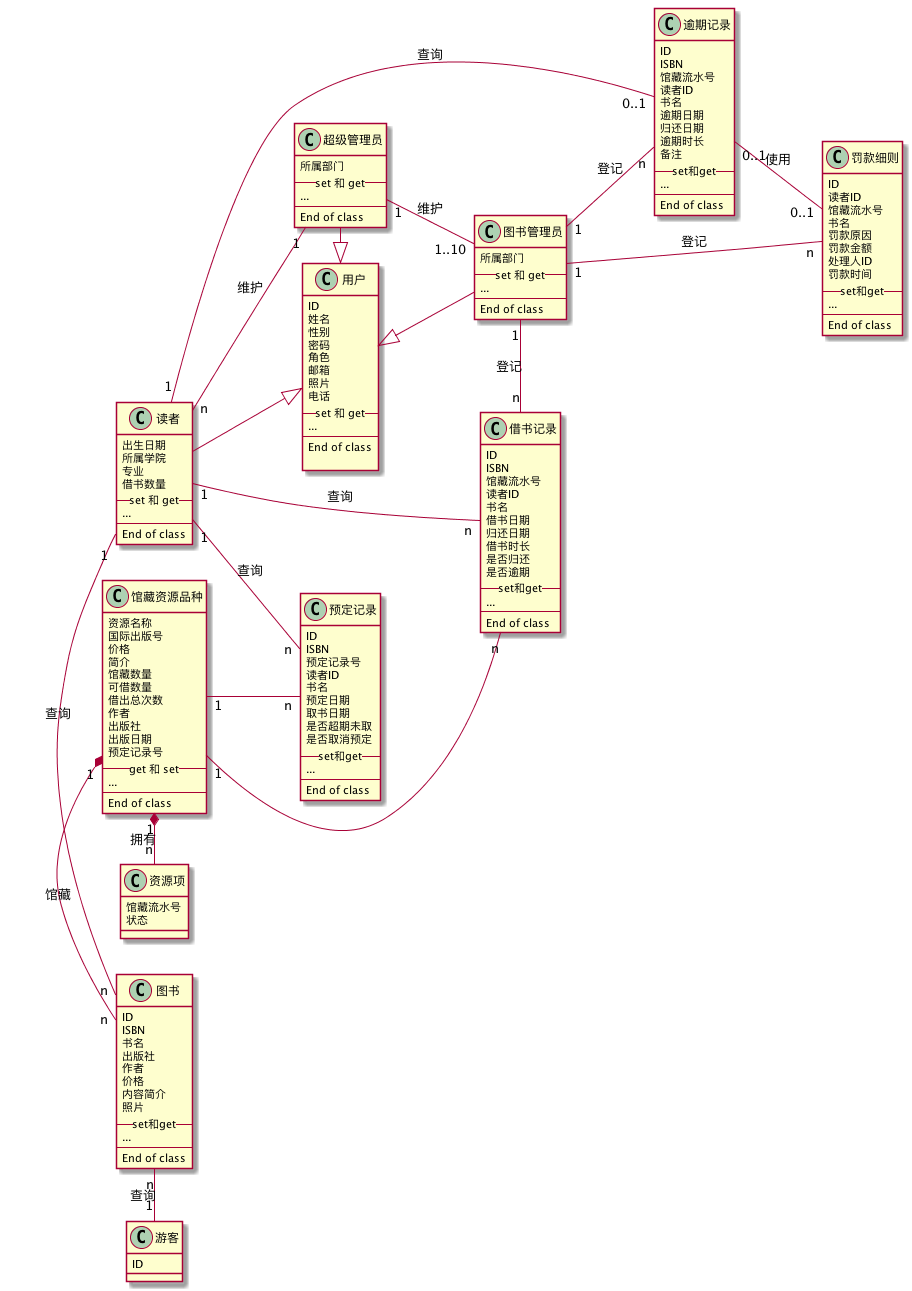 C 逾期记录
ID
ISBN
馆藏流水号
读者ID
书名
逾期日期
归还日期
逾期时长
备注
set和get
...
End of class
查询
0..1
C 超级管理员
所属部门
set 和 get
...
End of class
1
维护
1..10
1
维护
n
C 图书管理员
所属部门
set 和 get
...
End of class
登记
n
1
0..1
使用
0..1
C 罚款细则
ID
读者ID
馆藏流水号
书名
罚款原因
罚款金额
处理人ID
罚款时间
set和get
...
End of class
登记
1
n
C 用户
ID
姓名
性别
密码
角色
邮箱
照片
电话
set 和 get
...
End of class
1
登记
n
1
C 读者
出生日期
所属学院
专业
借书数量
set 和 get
...
End of class
1
查询
n
1
查询
n
1
查询
n
C 借书记录
ID
ISBN
馆藏流水号
读者ID
书名
借书日期
归还日期
借书时长
是否归还
是否逾期
set和get
...
End of class
n
C 馆藏资源品种
资源名称
国际出版号
价格
简介
馆藏数量
可借数量
借出总次数
作者
出版社
出版日期
预定记录号
get 和 set
...
End of class
1
n
1
C 预定记录
ID
ISBN
预定记录号
读者ID
书名
预定日期
取书日期
是否超期未取
是否取消预定
set和get
...
End of class
1
馆藏
n
1
拥有
n
C 资源项
馆藏流水号
状态
C 图书
ID
ISBN
书名
出版社
作者
价格
内容简介
照片
set和get
...
End of class
n
查询
1
C 游客
ID